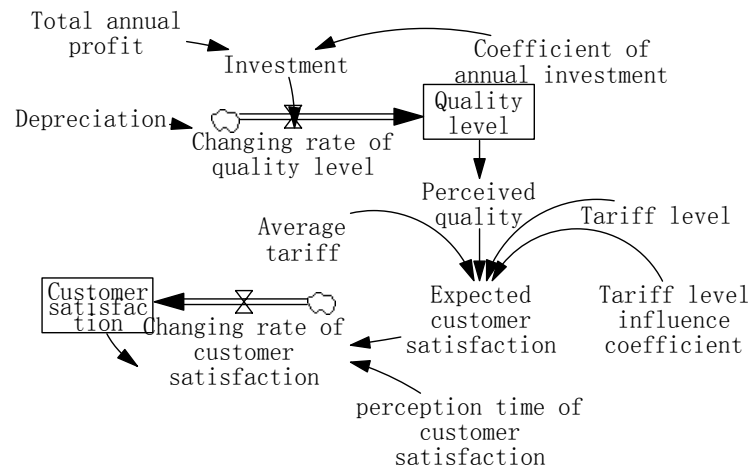 Total annual
profit
Coefficient of
annual investment
Investment
Quality
level
Depreciation
Changing rate of
quality level
Perceived
quality
Tariff level
Average
tariff
Customer
satisfac
tion
Changing rate of
customer
satisfaction
Expected
customer
satisfaction
Tariff level
influence
coefficient
perception time of
customer
satisfaction